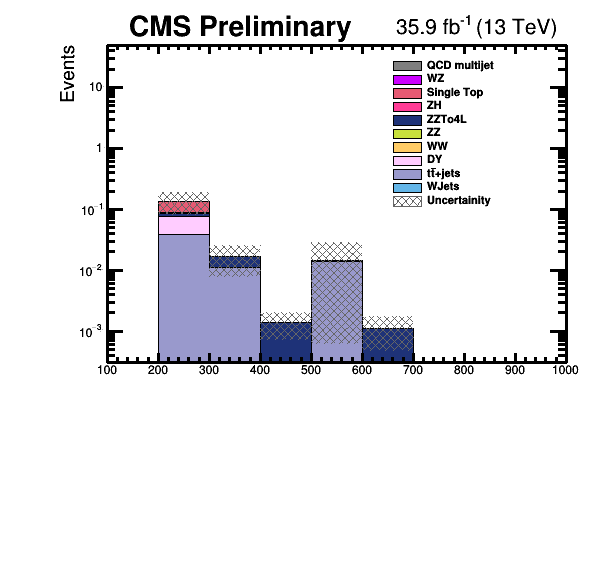 CMS Preliminary
35.9 fb⁻¹ (13 TeV)
Events
QCD multijet
WZ
Single Top
ZH
ZZTo4L
ZZ
WW
DY
tt̄+jets
WJets
Uncertainity
10
1
10⁻¹
10⁻²
10⁻³
100 200 300 400 500 600 700 800 900 1000